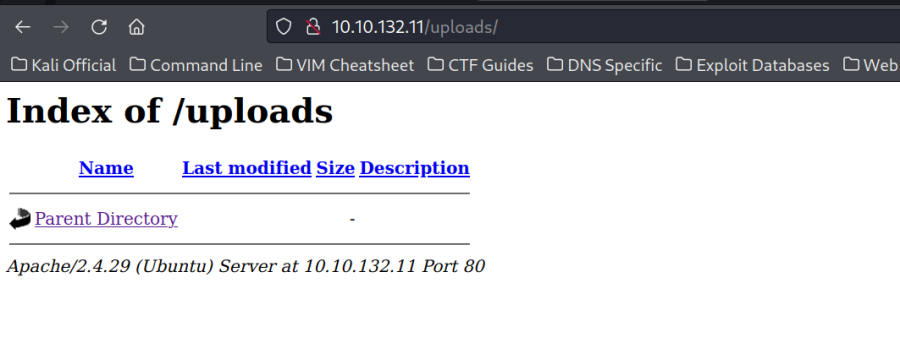 10.10.132.11/uploads/
Kali Official Command Line VIM Cheatsheet CTF Guides DNS Specific Exploit Databases Web
Index of /uploads
Name Last modified Size Description
Parent Directory -
Apache/2.4.29 (Ubuntu) Server at 10.10.132.11 Port 80